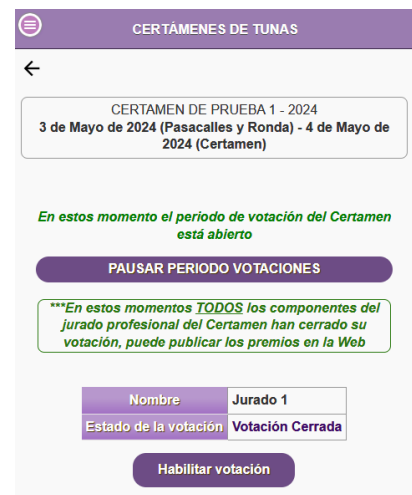 CERTÁMENES DE TUNAS
CERTAMEN DE PRUEBA 1 - 2024
3 de Mayo de 2024 (Pasacalles y Ronda) - 4 de Mayo de
2024 (Certamen)
En estos momento el periodo de votación del Certamen
está abierto
PAUSAR PERIODO VOTACIONES
***En estos momentos TODOS los componentes del
jurado profesional del Certamen han cerrado su
votación, puede publicar los premios en la Web
Nombre Jurado 1
Estado de la votación Votación Cerrada
Habilitar votación